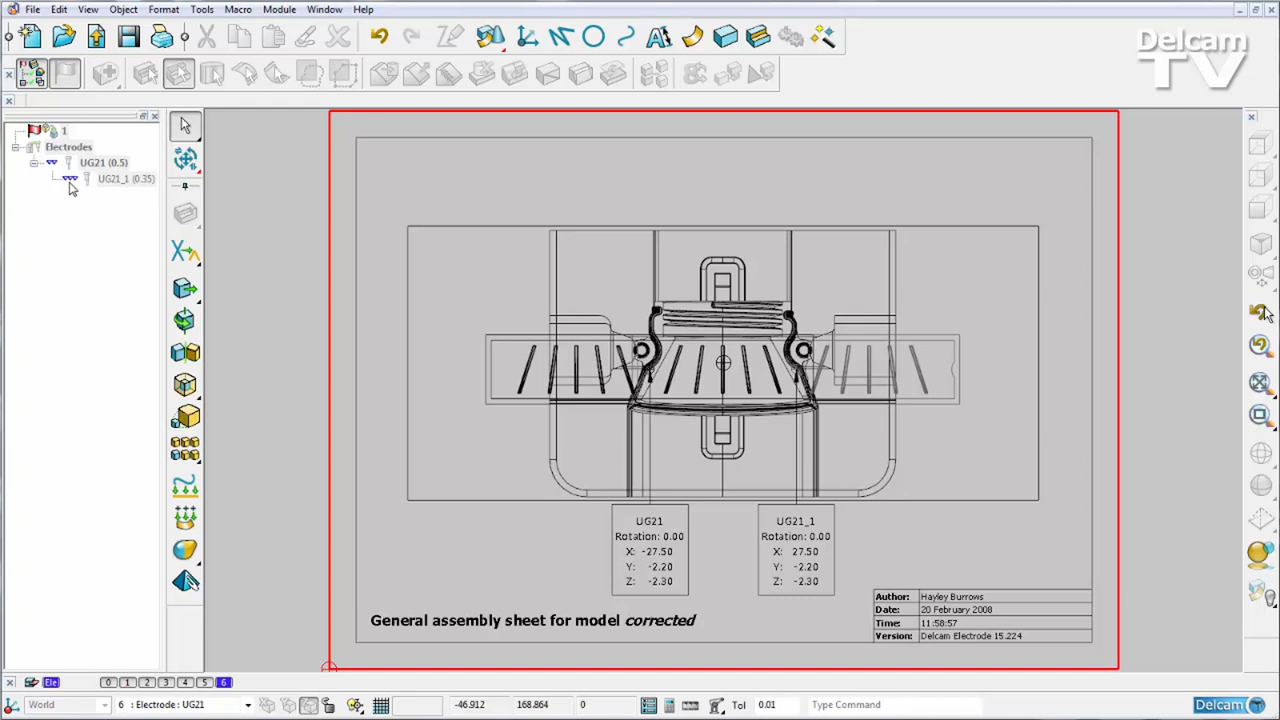 File Edit View Object Format Tools Macro Module Window Help
Delcam
TV
1
Electrodes
UG21 (0.5)
UG21_1 (0.35)
UG21
Rotation: 0.00
X: -27.50
Y: -2.20
Z: -2.30
UG21_1
Rotation: 0.00
X: 27.50
Y: -2.20
Z: -2.30
General assembly sheet for model corrected
Author: Hayley Burrows
Date: 20 February 2008
Time: 11:58:57
Version: Delcam Electrode 15.224
Ele 0 1 2 3 4 5 6
World 6 : Electrode : UG21 -46.912 168.864 0 Tol 0.01 Type Command Delcam